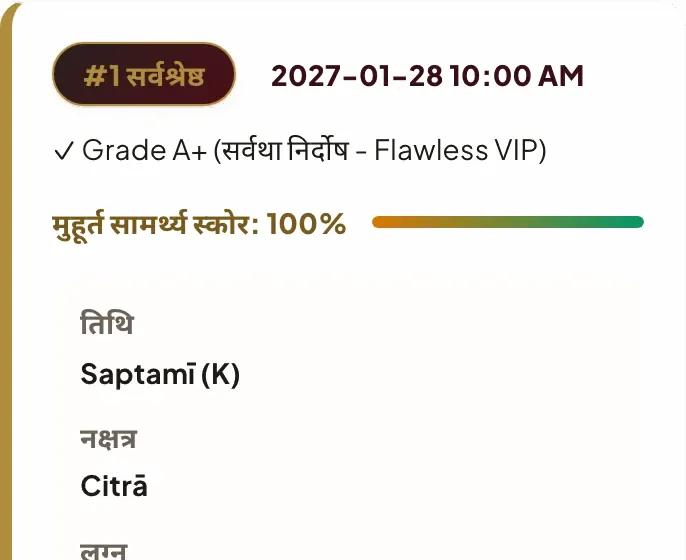 #1 सर्वश्रेष्ठ 2027-01-28 10:00 AM
✓ Grade A+ (सर्वथा निर्दोष - Flawless VIP)
मुहूर्त सामर्थ्य स्कोर: 100%
तिथि
Saptamī (K)
नक्षत्र
Citrā
लग्न